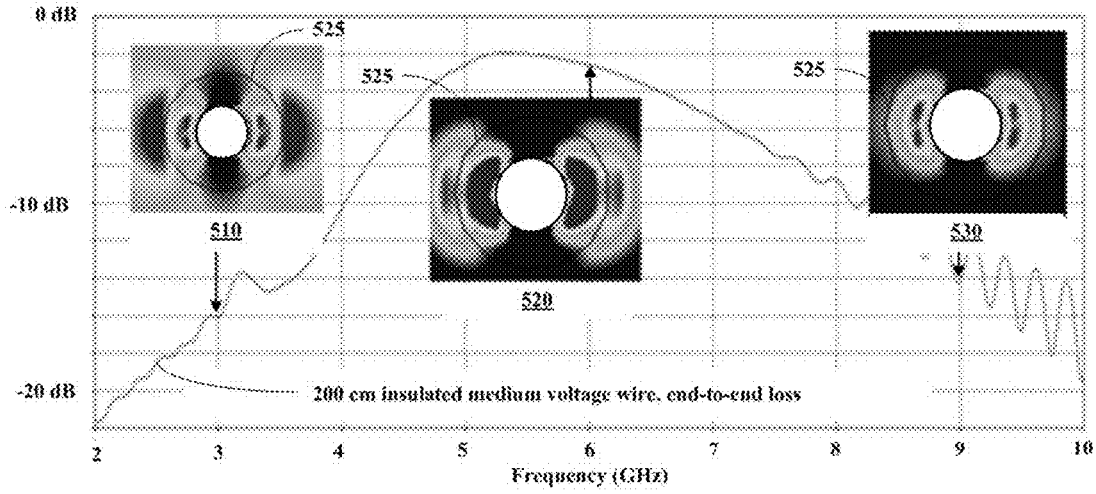 0 dB
525
525
525
-10 dB
510
520
530
-20 dB
200 cm insulated medium voltage wire, end-to-end loss
2 3 4 5 6 7 8 9 10
Frequency (GHz)